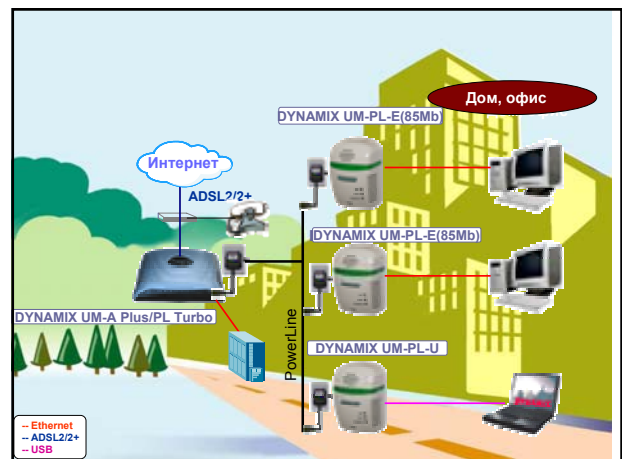 Дом, офис
DYNAMIX UM-PL-E(85Mb)
Интернет
ADSL2/2+
DYNAMIX UM-PL-E(85Mb)
DYNAMIX UM-A Plus/PL Turbo
PowerLine
DYNAMIX UM-PL-U
-- Ethernet
-- ADSL2/2+
-- USB